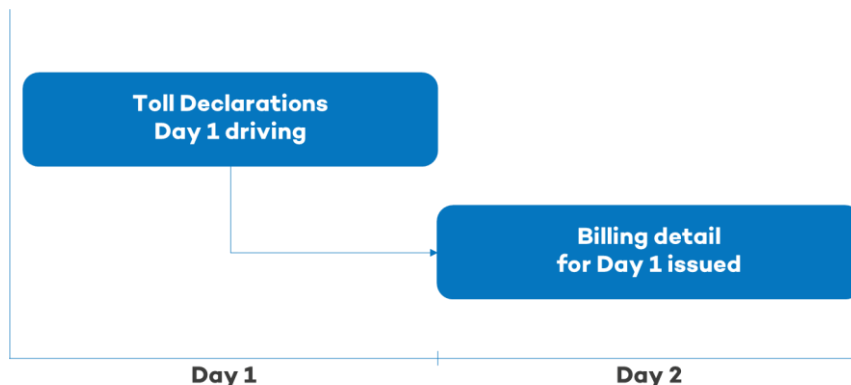 Toll Declarations
Day 1 driving
Billing detail
for Day 1 issued
Day 1
Day 2